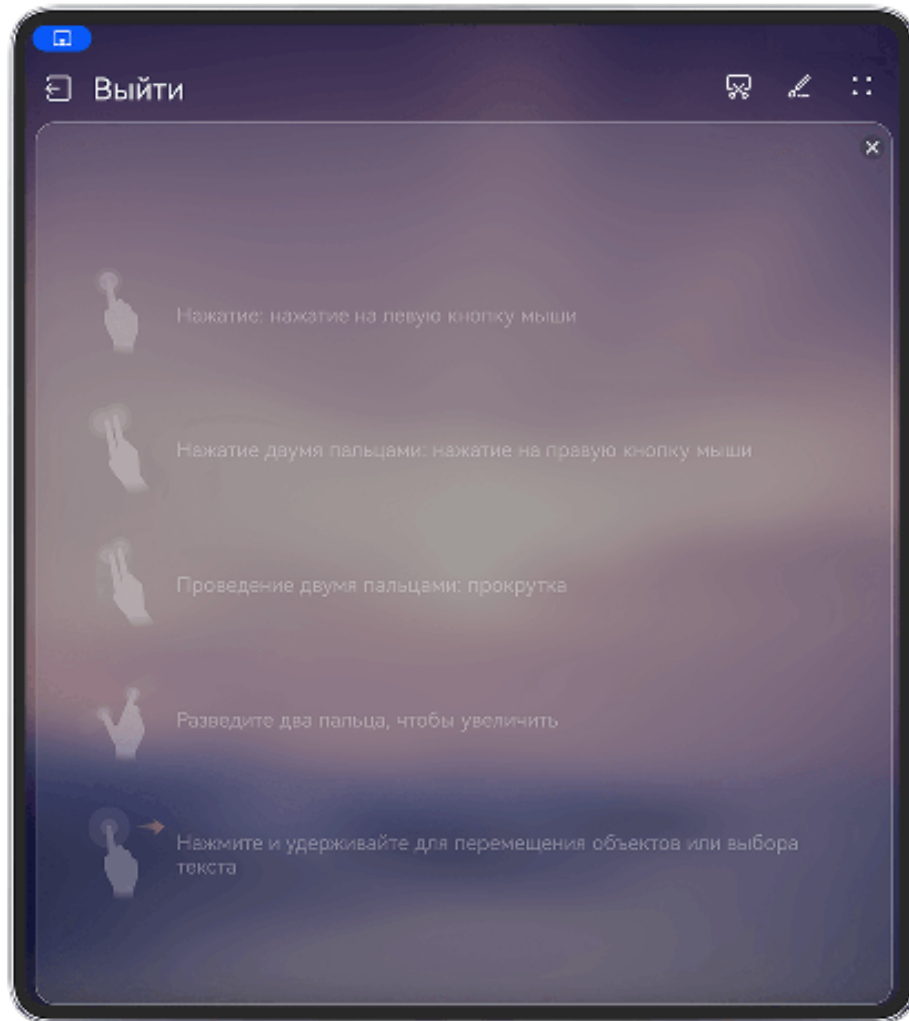 Выйти
Нажатие: нажатие на левую кнопку мыши
Нажатие двумя пальцами: нажатие на правую кнопку мыши
Проведение двумя пальцами: прокрутка
Разведите два пальца, чтобы увеличить
Нажмите и удерживайте для перемещения объектов или выбора
текста